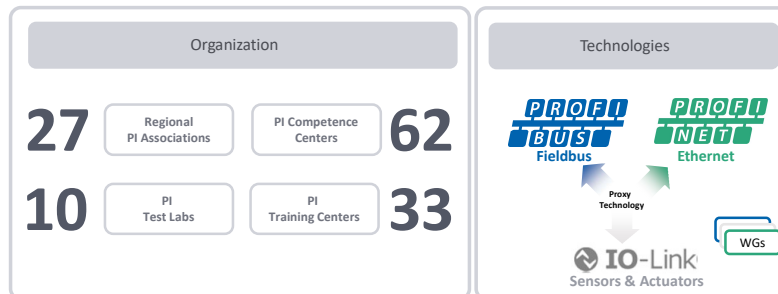 Organization
27
Regional
PI Associations
PI Competence
Centers
62
10
PI
Test Labs
PI
Training Centers
33
Technologies
PROFI
BUS
Fieldbus
PROFI
NET
Ethernet
Proxy
Technology
IO-Link
Sensors & Actuators
WGs